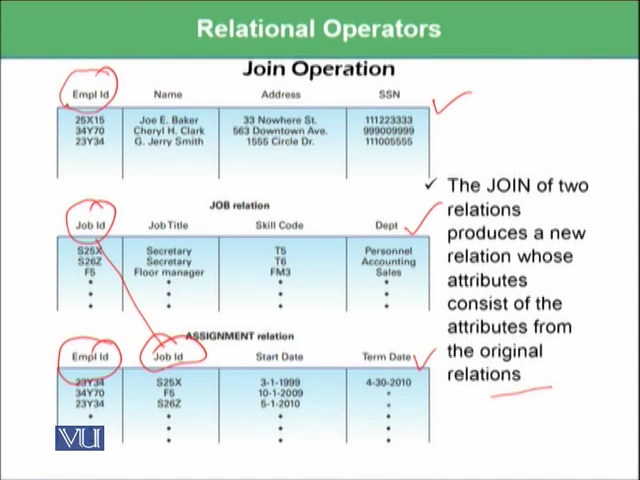 Relational Operators
Join Operation
Empl Id Name Address SSN
25X15 Joe E. Baker 33 Nowhere St. 111223333
34Y70 Cheryl H. Clark 563 Downtown Ave. 999009999
23Y34 G. Jerry Smith 1555 Circle Dr. 111005555
JOB relation
Job Id Job Title Skill Code Dept
S25X Secretary T5 Personnel
S26Z Secretary T6 Accounting
F5 Floor manager FM3 Sales
ASSIGNMENT relation
Empl Id Job Id Start Date Term Date
23Y34 S25X 3-1-1999 4-30-2010
34Y70 F5 10-1-2009 *
23Y34 S26Z 5-1-2010 *
✓ The JOIN of two
relations
produces a new
relation whose
attributes
consist of the
attributes from
the original
relations
VU